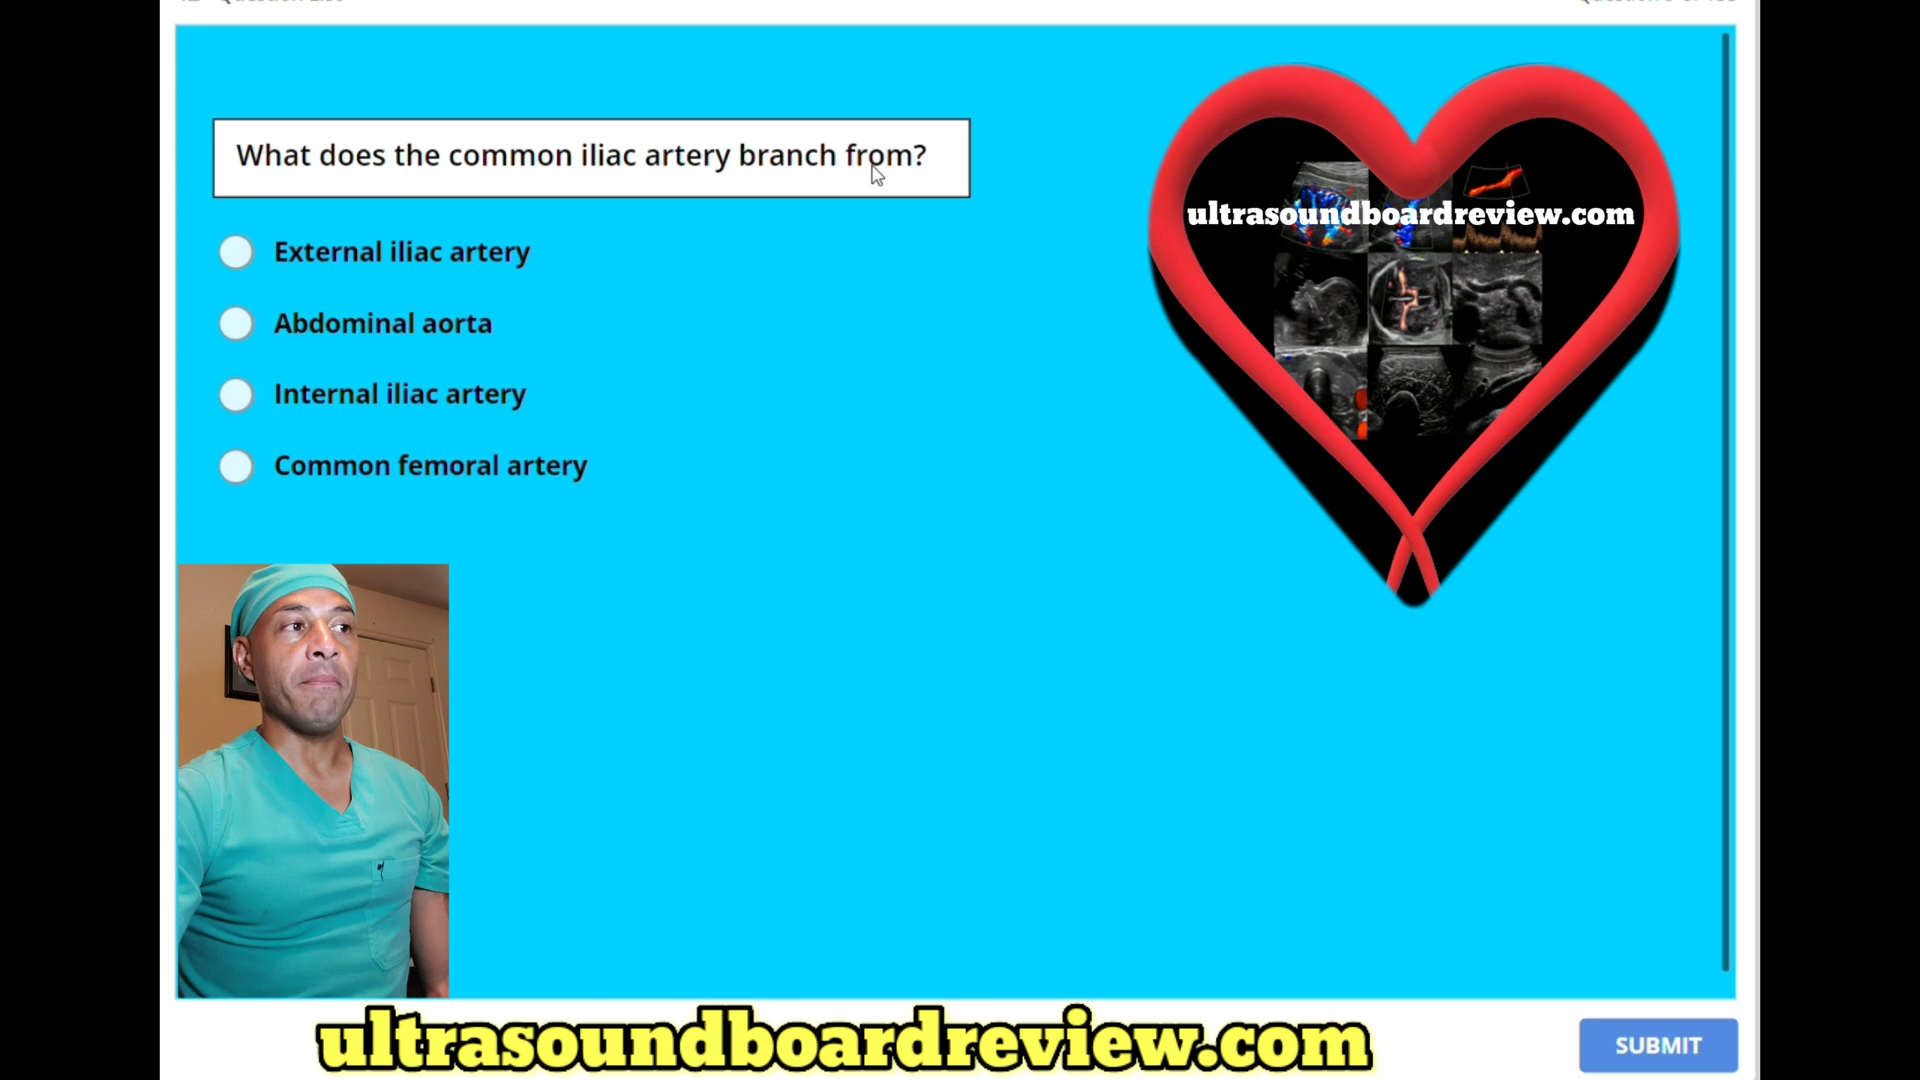 What does the common iliac artery branch from?
ultrasoundboardreview.com
External iliac artery
Abdominal aorta
Internal iliac artery
Common femoral artery
ultrasoundboardreview.com
SUBMIT